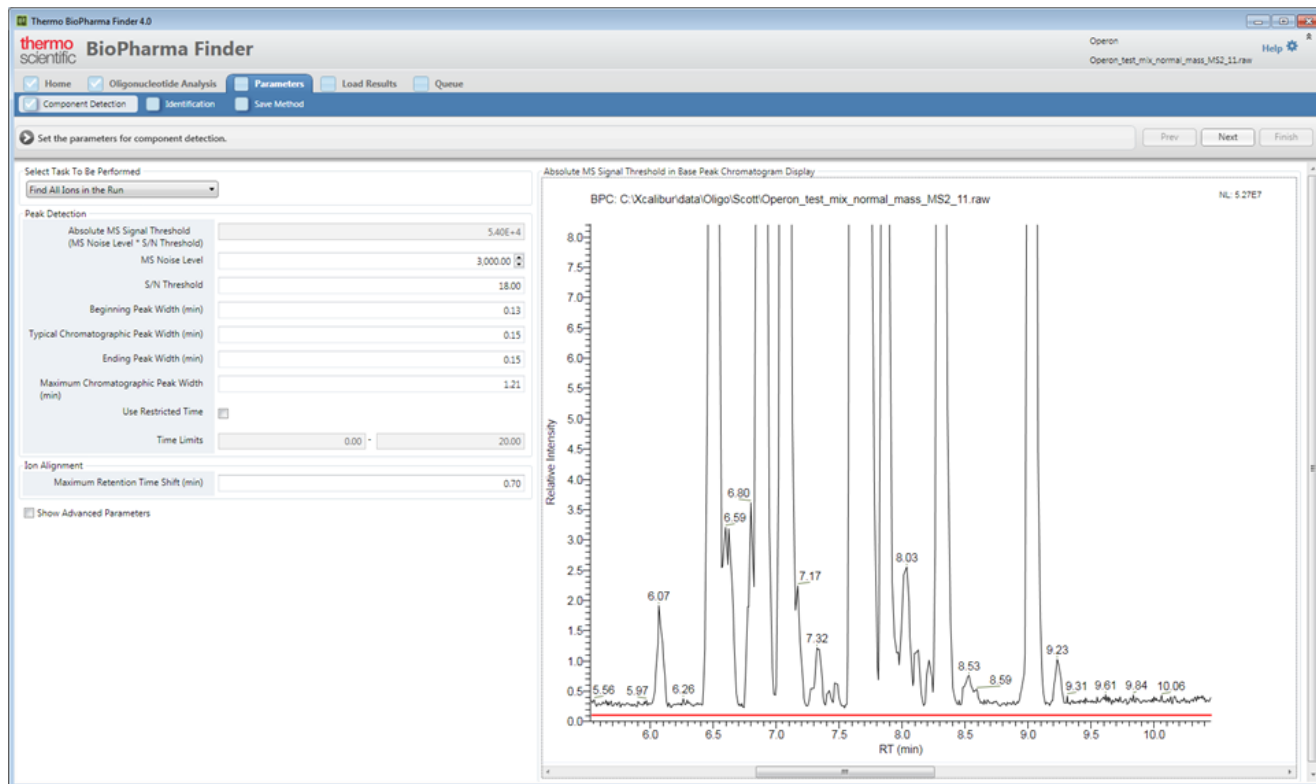 Thermo BioPharma Finder 4.0
thermo
scientific
BioPharma Finder
Operon
Operon_test_mix_normal_mass_MS2_11.raw
Help
Home Oligonucleotide Analysis Parameters Load Results Queue
Component Detection Identification Save Method
Set the parameters for component detection.
Prev Next Finish
Select Task To Be Performed
Find All Ions in the Run
Peak Detection
Absolute MS Signal Threshold
(MS Noise Level * S/N Threshold)
5.40E+4
MS Noise Level 3,000.00
S/N Threshold 18.00
Beginning Peak Width (min) 0.13
Typical Chromatographic Peak Width (min) 0.15
Ending Peak Width (min) 0.15
Maximum Chromatographic Peak Width
(min)
1.21
Use Restricted Time
Time Limits 0.00 - 20.00
Ion Alignment
Maximum Retention Time Shift (min) 0.70
Show Advanced Parameters
Absolute MS Signal Threshold in Base Peak Chromatogram Display
BPC: C:\Xcalibur\data\Oligo\Scott\Operon_test_mix_normal_mass_MS2_11.raw
NL: 5.27E7
Relative Intensity
8.0
7.5
7.0
6.5
6.0
5.5
5.0
4.5
4.0
3.5
3.0
2.5
2.0
1.5
1.0
0.5
0.0
6.80
6.59
8.03
7.17
6.07
7.32
9.23
8.53
8.59
5.56 5.97 6.26 9.31 9.61 9.84 10.06
6.0 6.5 7.0 7.5 8.0 8.5 9.0 9.5 10.0
RT (min)